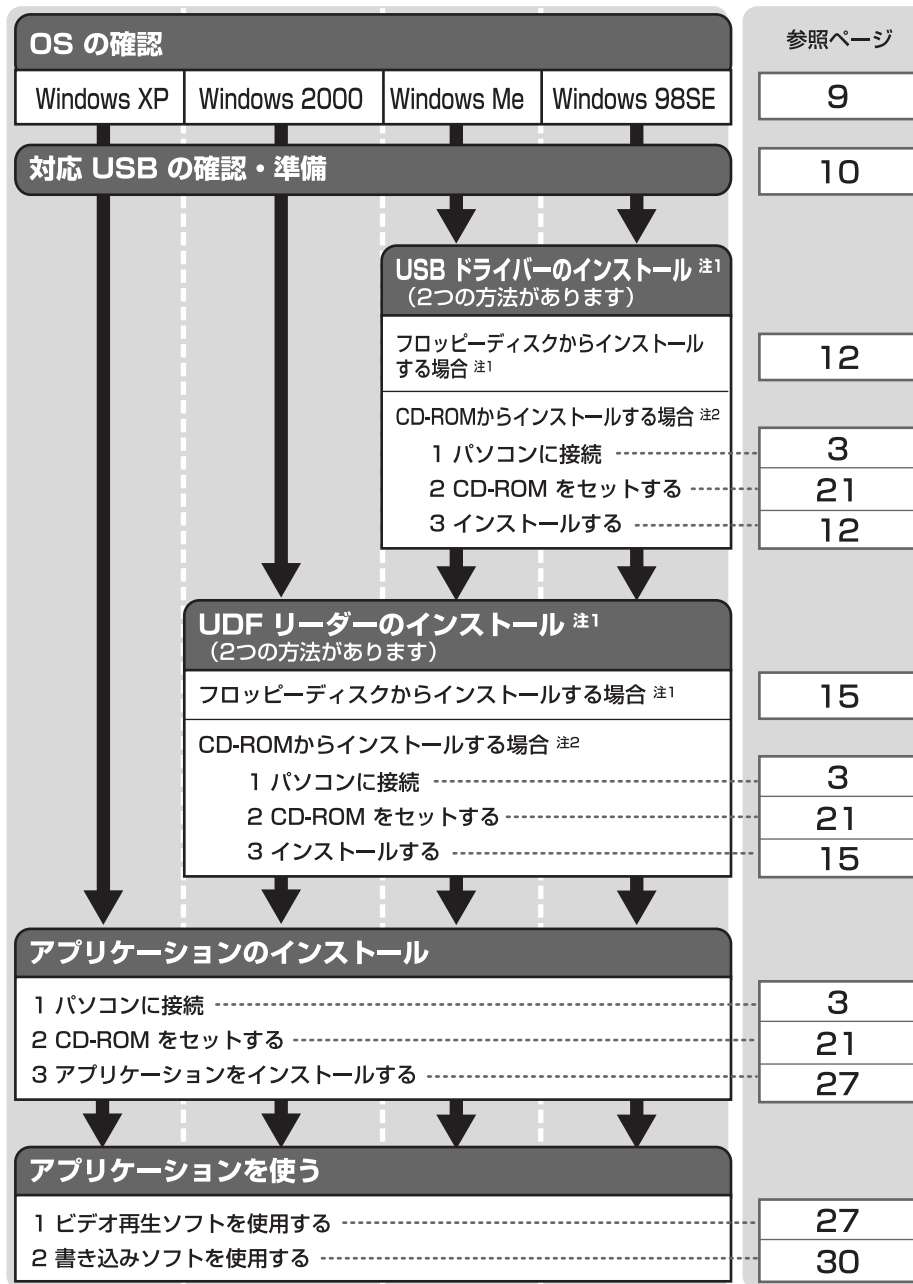 OS の確認
参照ページ
Windows XP
Windows 2000
Windows Me
Windows 98SE
9
対応 USB の確認・準備
10
USB ドライバーのインストール 注1
（2つの方法があります）
フロッピーディスクからインストール
する場合 注1
12
CD-ROMからインストールする場合 注2
1 パソコンに接続
3
2 CD-ROM をセットする
21
3 インストールする
12
UDF リーダーのインストール 注1
（2つの方法があります）
フロッピーディスクからインストールする場合 注1
15
CD-ROMからインストールする場合 注2
1 パソコンに接続
3
2 CD-ROM をセットする
21
3 インストールする
15
アプリケーションのインストール
1 パソコンに接続
3
2 CD-ROM をセットする
21
3 アプリケーションをインストールする
27
アプリケーションを使う
1 ビデオ再生ソフトを使用する
27
2 書き込みソフトを使用する
30